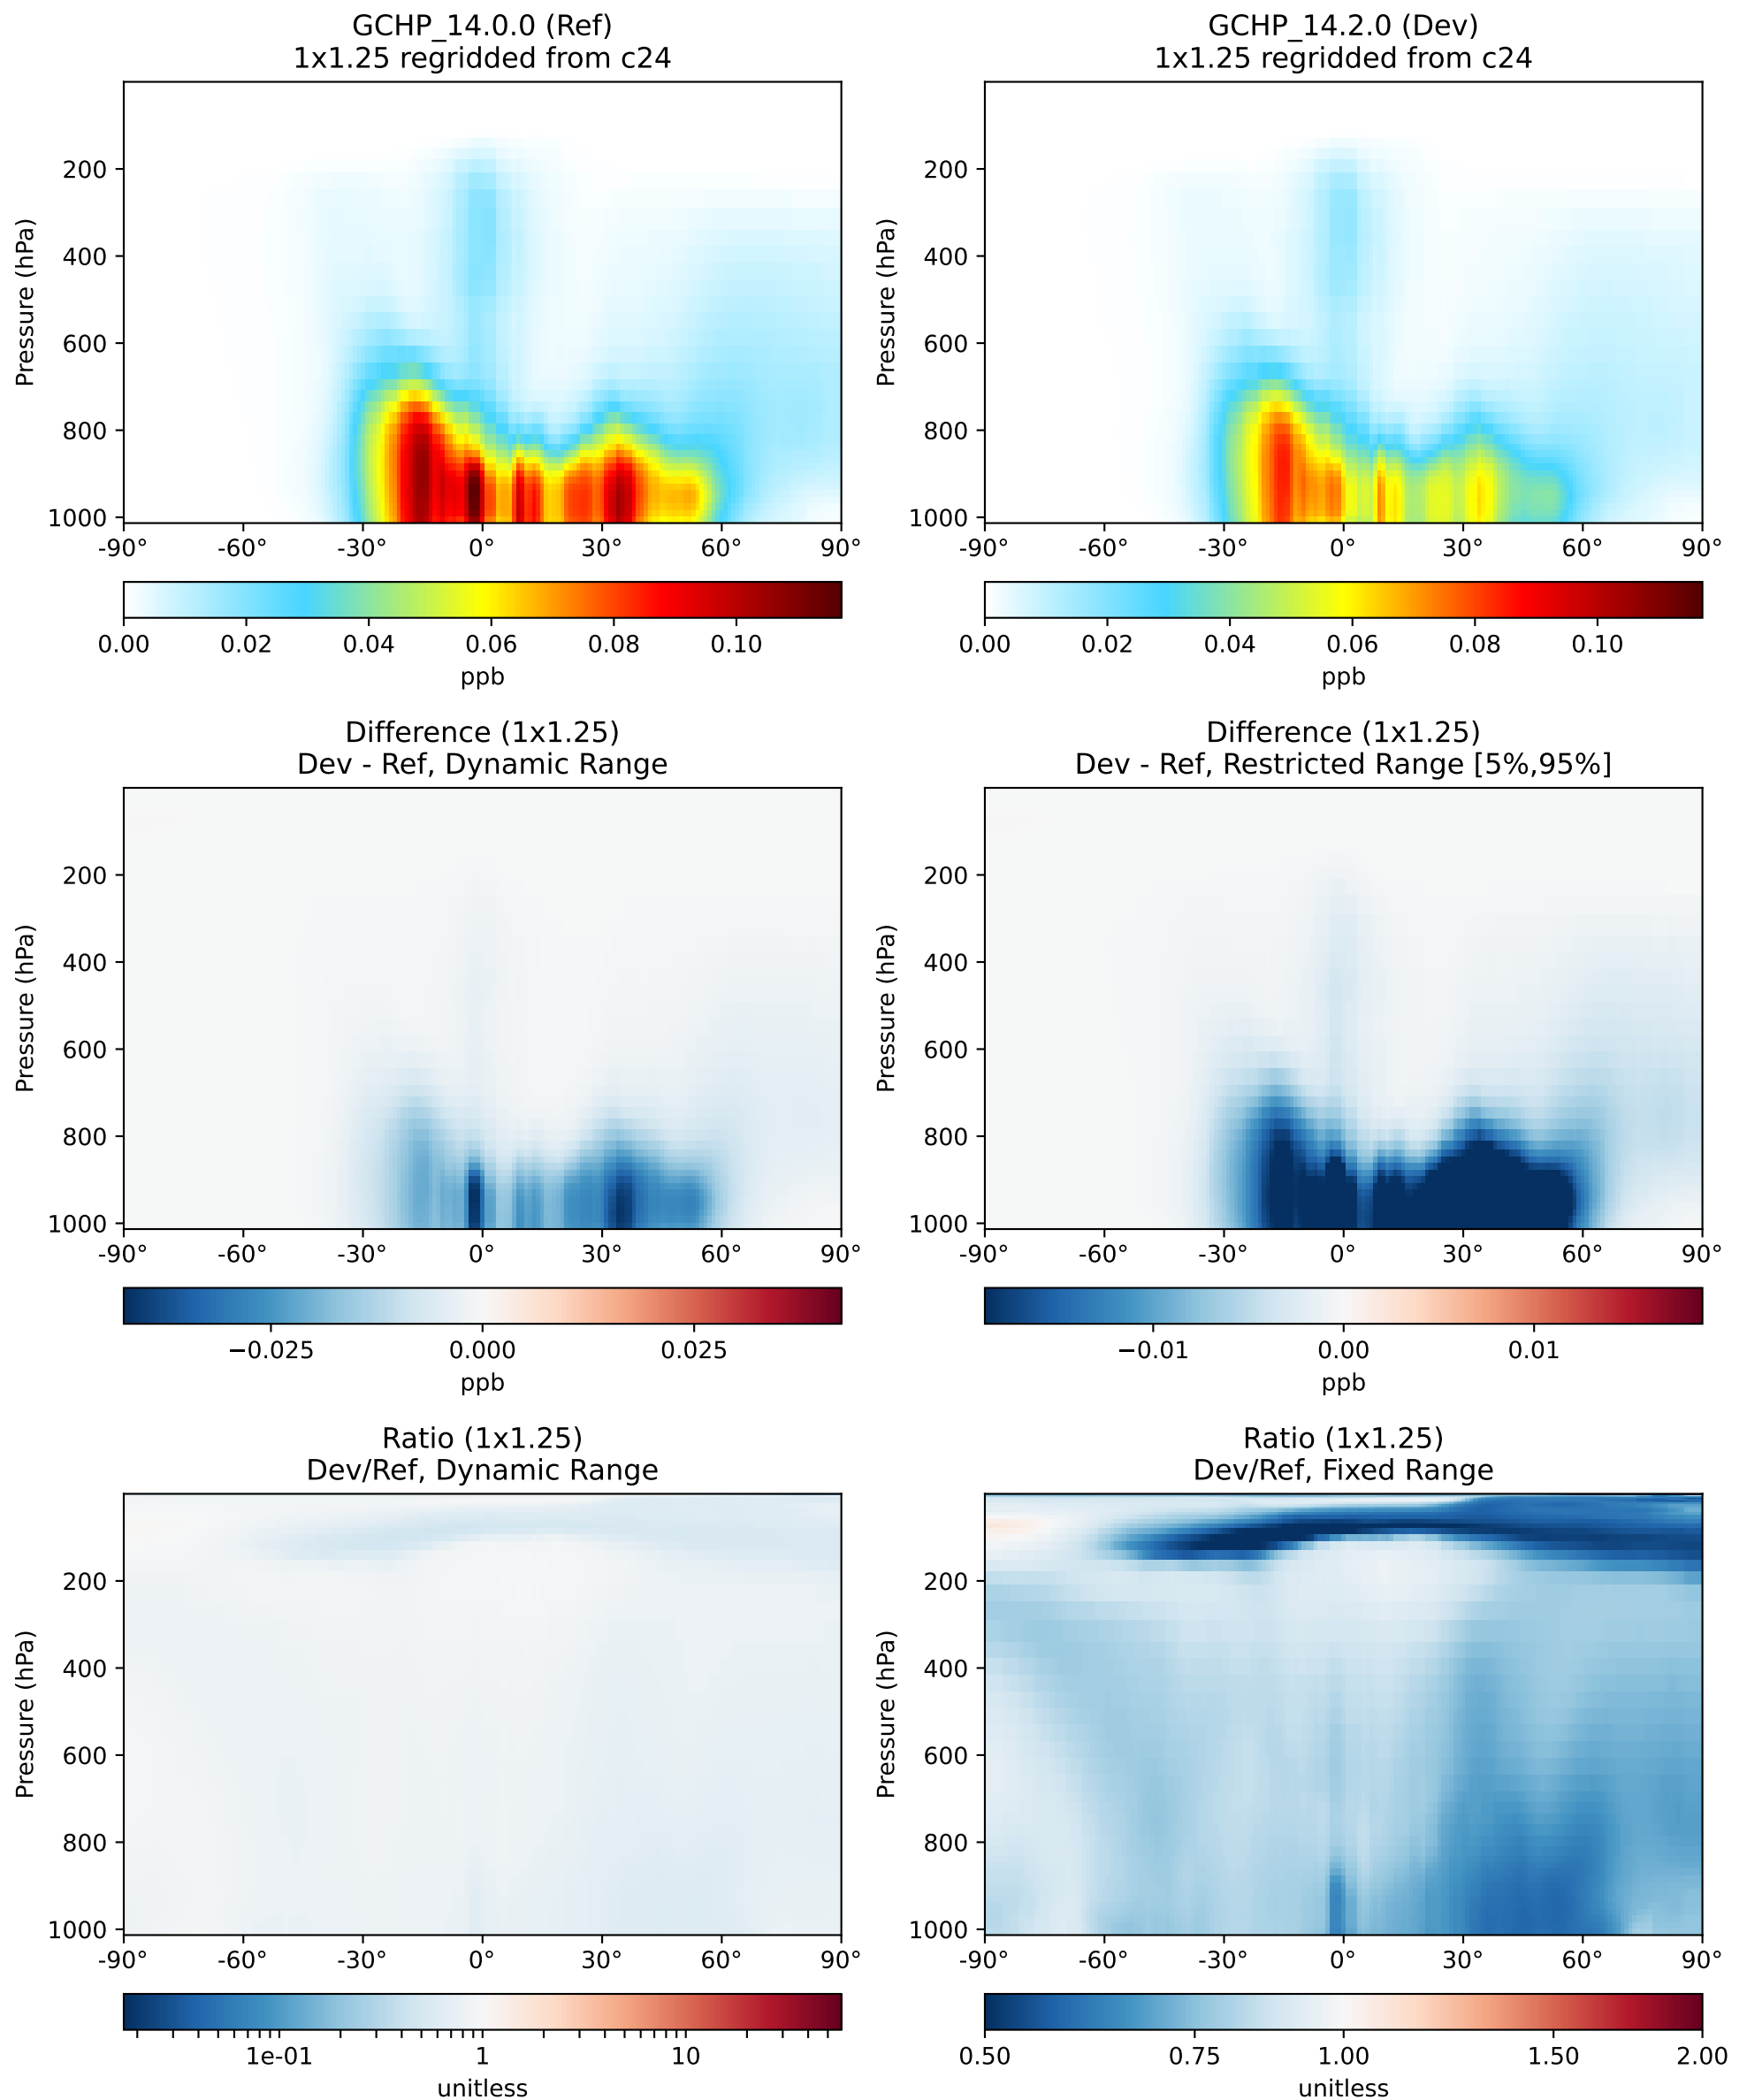 GCHP_14.0.0 (Ref)
1x1.25 regridded from c24
Pressure (hPa)
200
400
600
800
1000
-90° -60° -30° 0° 30° 60° 90°
0.00 0.02 0.04 0.06 0.08 0.10
ppb
GCHP_14.2.0 (Dev)
1x1.25 regridded from c24
Pressure (hPa)
200
400
600
800
1000
-90° -60° -30° 0° 30° 60° 90°
0.00 0.02 0.04 0.06 0.08 0.10
ppb
Difference (1x1.25)
Dev - Ref, Dynamic Range
Pressure (hPa)
200
400
600
800
1000
-90° -60° -30° 0° 30° 60° 90°
−0.025 0.000 0.025
ppb
Difference (1x1.25)
Dev - Ref, Restricted Range [5%,95%]
Pressure (hPa)
200
400
600
800
1000
-90° -60° -30° 0° 30° 60° 90°
−0.01 0.00 0.01
ppb
Ratio (1x1.25)
Dev/Ref, Dynamic Range
Pressure (hPa)
200
400
600
800
1000
-90° -60° -30° 0° 30° 60° 90°
1e-01 1 10
unitless
Ratio (1x1.25)
Dev/Ref, Fixed Range
Pressure (hPa)
200
400
600
800
1000
-90° -60° -30° 0° 30° 60° 90°
0.50 0.75 1.00 1.50 2.00
unitless